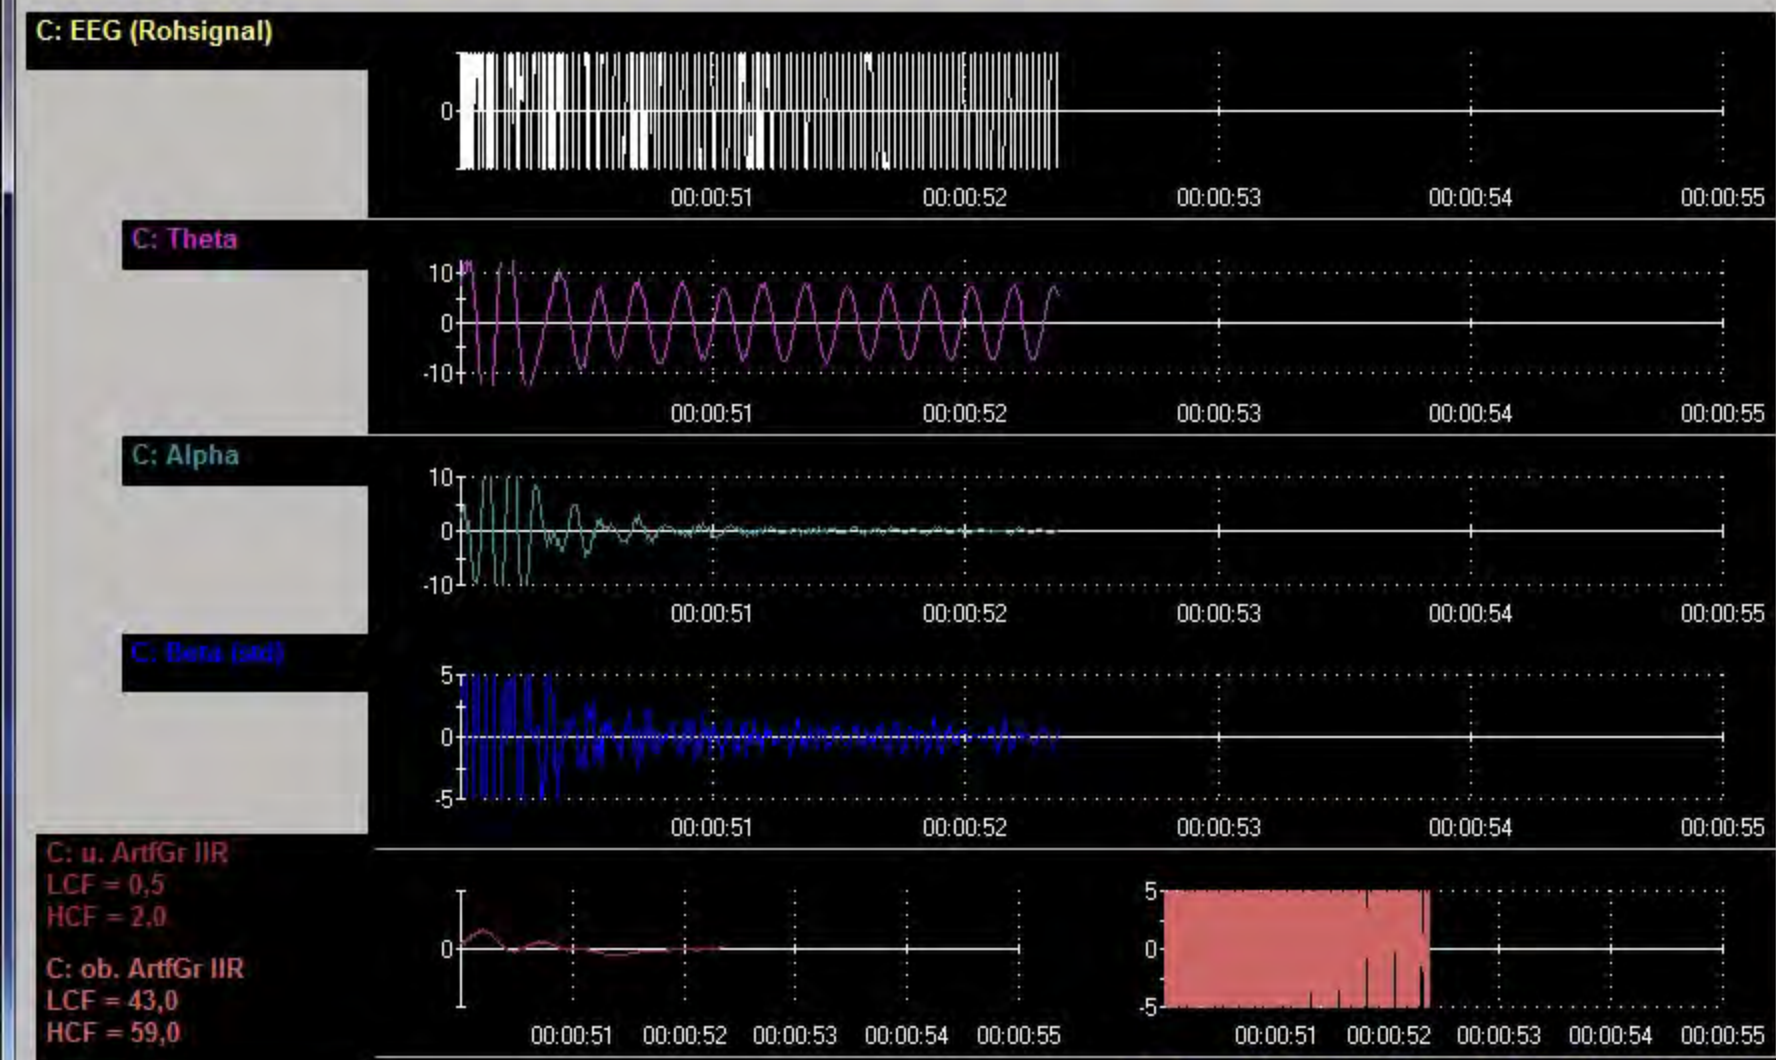 C: EEG (Rohsignal)
0
00:00:51 00:00:52 00:00:53 00:00:54 00:00:55
C: Theta
10
0
-10
00:00:51 00:00:52 00:00:53 00:00:54 00:00:55
C: Alpha
10
0
-10
00:00:51 00:00:52 00:00:53 00:00:54 00:00:55
C: Beta (std)
5
0
-5
00:00:51 00:00:52 00:00:53 00:00:54 00:00:55
C: u. ArtfGr IIR
LCF = 0,5
HCF = 2,0
C: ob. ArtfGr IIR
LCF = 43,0
HCF = 59,0
0
00:00:51 00:00:52 00:00:53 00:00:54 00:00:55
5
0
-5
00:00:51 00:00:52 00:00:53 00:00:54 00:00:55